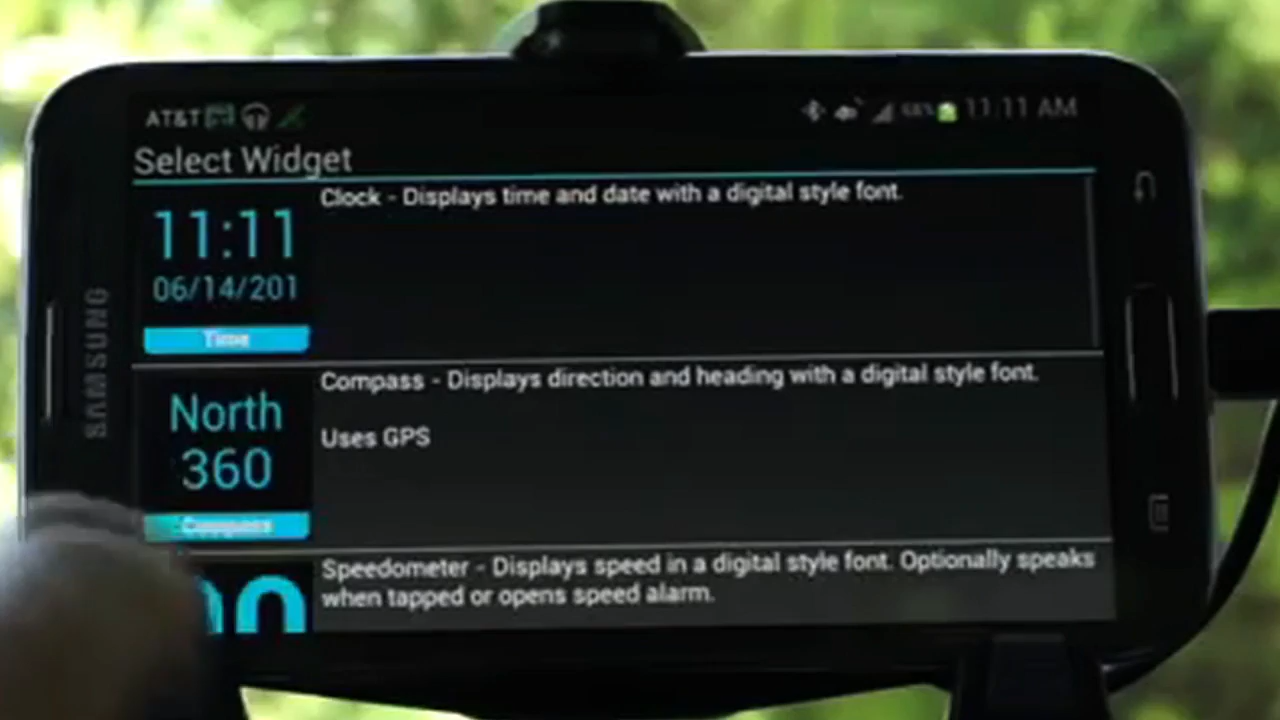 AT&T 11:11 AM
Select Widget
11:11
06/14/201
Time
Clock - Displays time and date with a digital style font.
North
360
Compass
Compass - Displays direction and heading with a digital style font.
Uses GPS
Speedometer - Displays speed in a digital style font. Optionally speaks
when tapped or opens speed alarm.
SAMSUNG